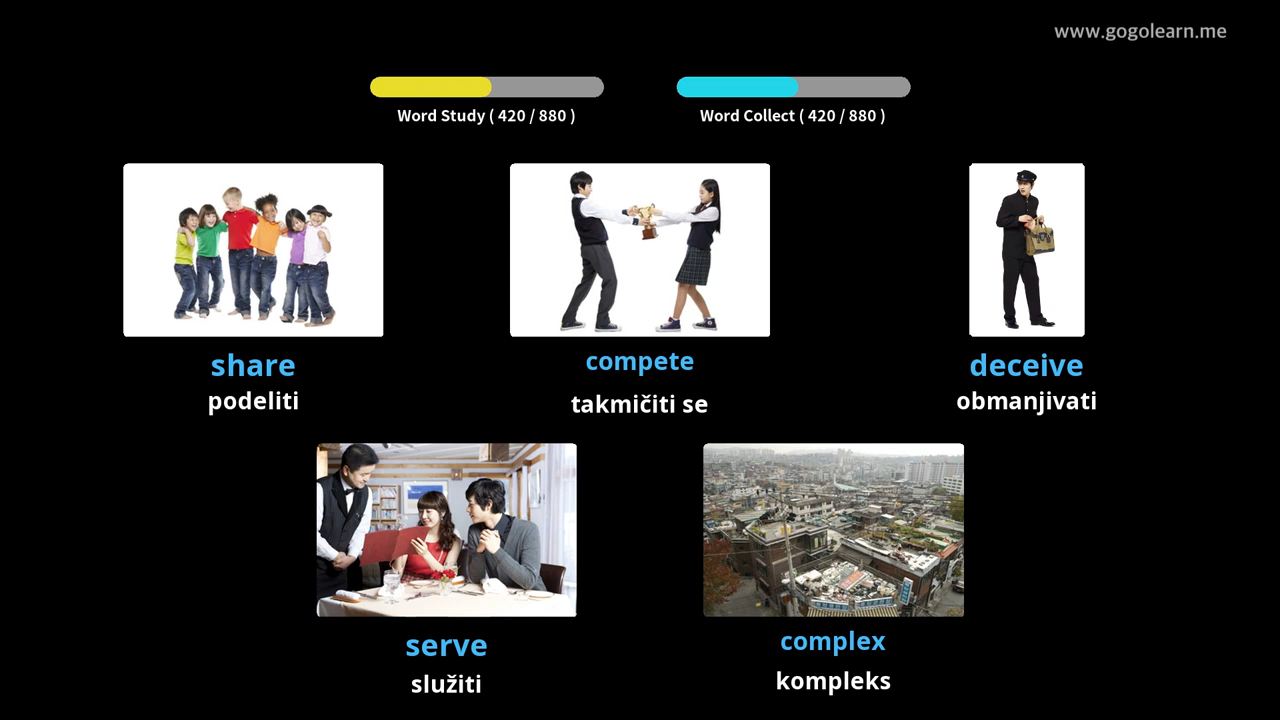 www.gogolearn.me
Word Study ( 420 / 880 )
Word Collect ( 420 / 880 )
share
podeliti
compete
takmičiti se
deceive
obmanjivati
serve
služiti
complex
kompleks